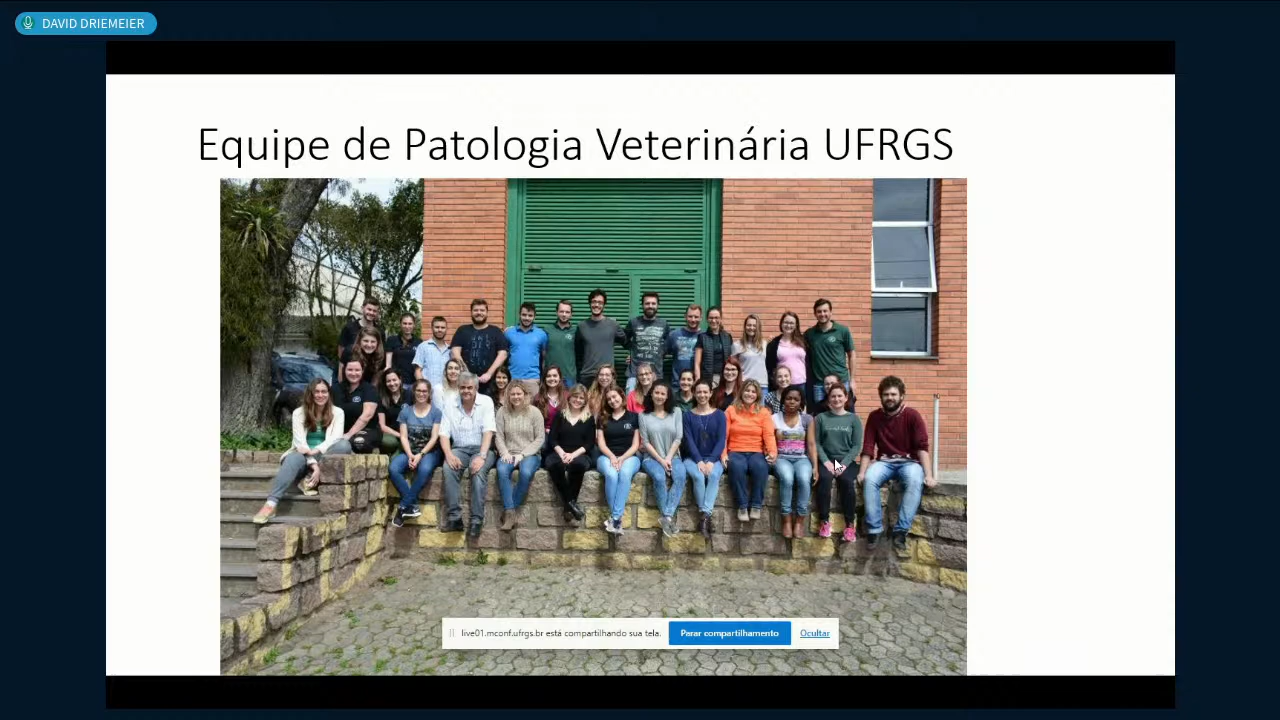 DAVID DRIEMEIER
Equipe de Patologia Veterinária UFRGS
live01.mconf.ufrgs.br está compartilhando sua tela. Parar compartilhamento Ocultar